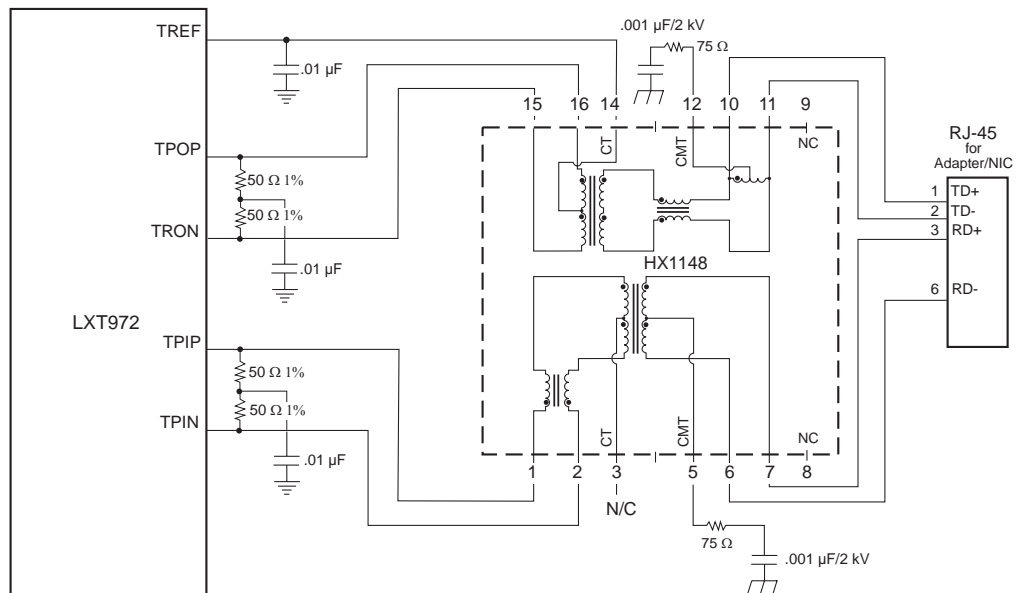 .001 µF/2 kV
75 Ω
TREF
.01 µF
15
16
14
12
10
11
9
TPOP
50 Ω 1%
50 Ω 1%
TRON
.01 µF
CT
CMT
NC
RJ-45
for
Adapter/NIC
1 TD+
2 TD-
3 RD+
6 RD-
HX1148
LXT972
TPIP
50 Ω 1%
50 Ω 1%
TPIN
.01 µF
CT
CMT
NC
1
2
3
5
6
7
8
N/C
75 Ω
.001 µF/2 kV